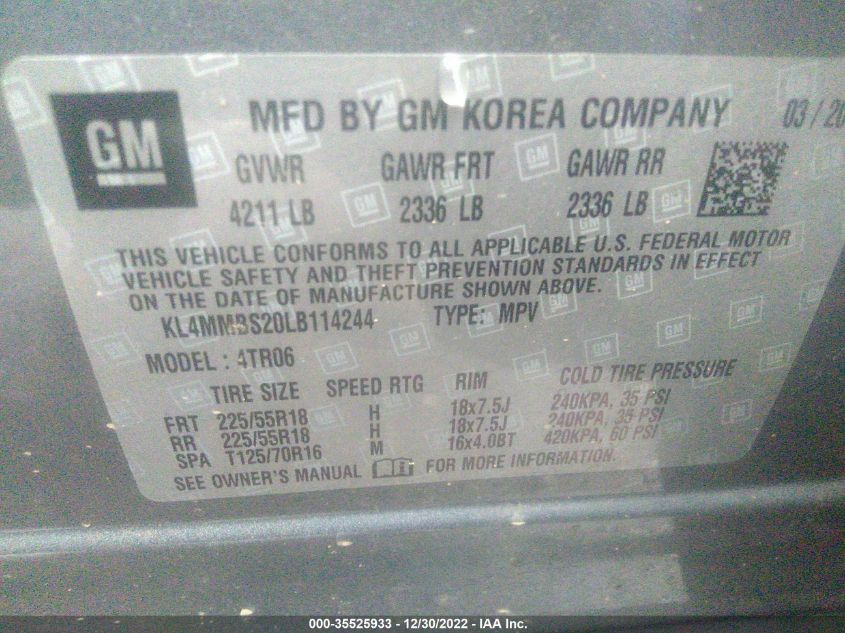 GM
MFD BY GM KOREA COMPANY 03/20
GVWR GAWR FRT GAWR RR
4211 LB 2336 LB 2336 LB
THIS VEHICLE CONFORMS TO ALL APPLICABLE U.S. FEDERAL MOTOR
VEHICLE SAFETY AND THEFT PREVENTION STANDARDS IN EFFECT
ON THE DATE OF MANUFACTURE SHOWN ABOVE.
KL4MMBS20LB114244 TYPE: MPV
MODEL: 4TR06
TIRE SIZE SPEED RTG RIM COLD TIRE PRESSURE
FRT 225/55R18 H 18x7.5J 240KPA, 35 PSI
RR 225/55R18 H 18x7.5J 240KPA, 35 PSI
SPA T125/70R16 M 16x4.0BT 420KPA, 60 PSI
SEE OWNER'S MANUAL FOR MORE INFORMATION.
000-35525933 - 12/30/2022 - IAA Inc.